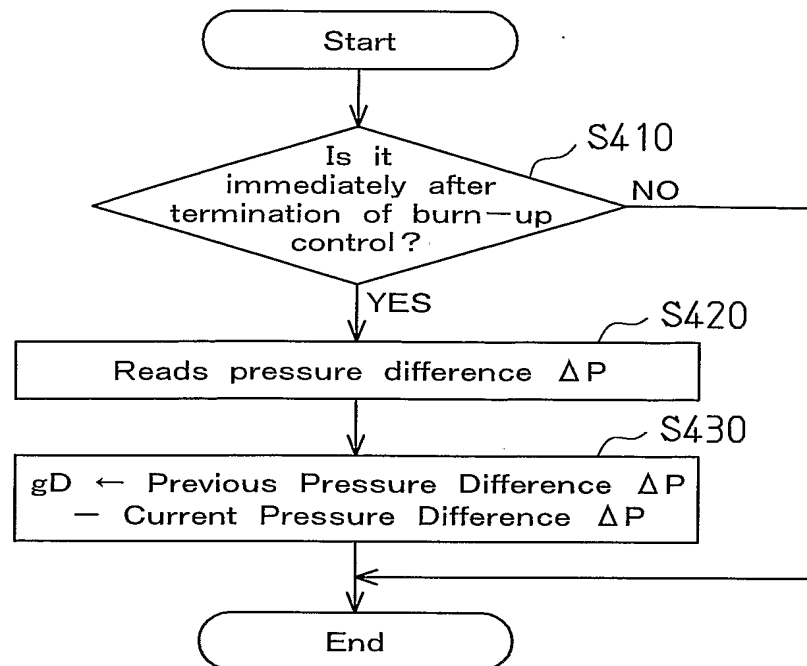 Start
S410
Is it
immediately after
termination of burn-up
control?
NO
YES
S420
Reads pressure difference ΔP
S430
gD ← Previous Pressure Difference ΔP
− Current Pressure Difference ΔP
End